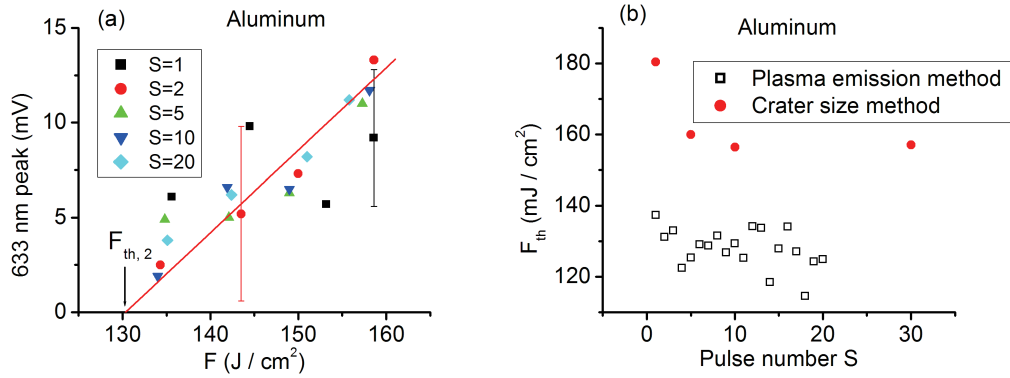 (a)
Aluminum
15
10
5
0
633 nm peak (mV)
S=1
S=2
S=5
S=10
S=20
F_th, 2
130
140
150
160
F (J / cm²)
(b)
Aluminum
180
160
140
120
F_th (mJ / cm²)
Plasma emission method
Crater size method
0
10
20
30
Pulse number S